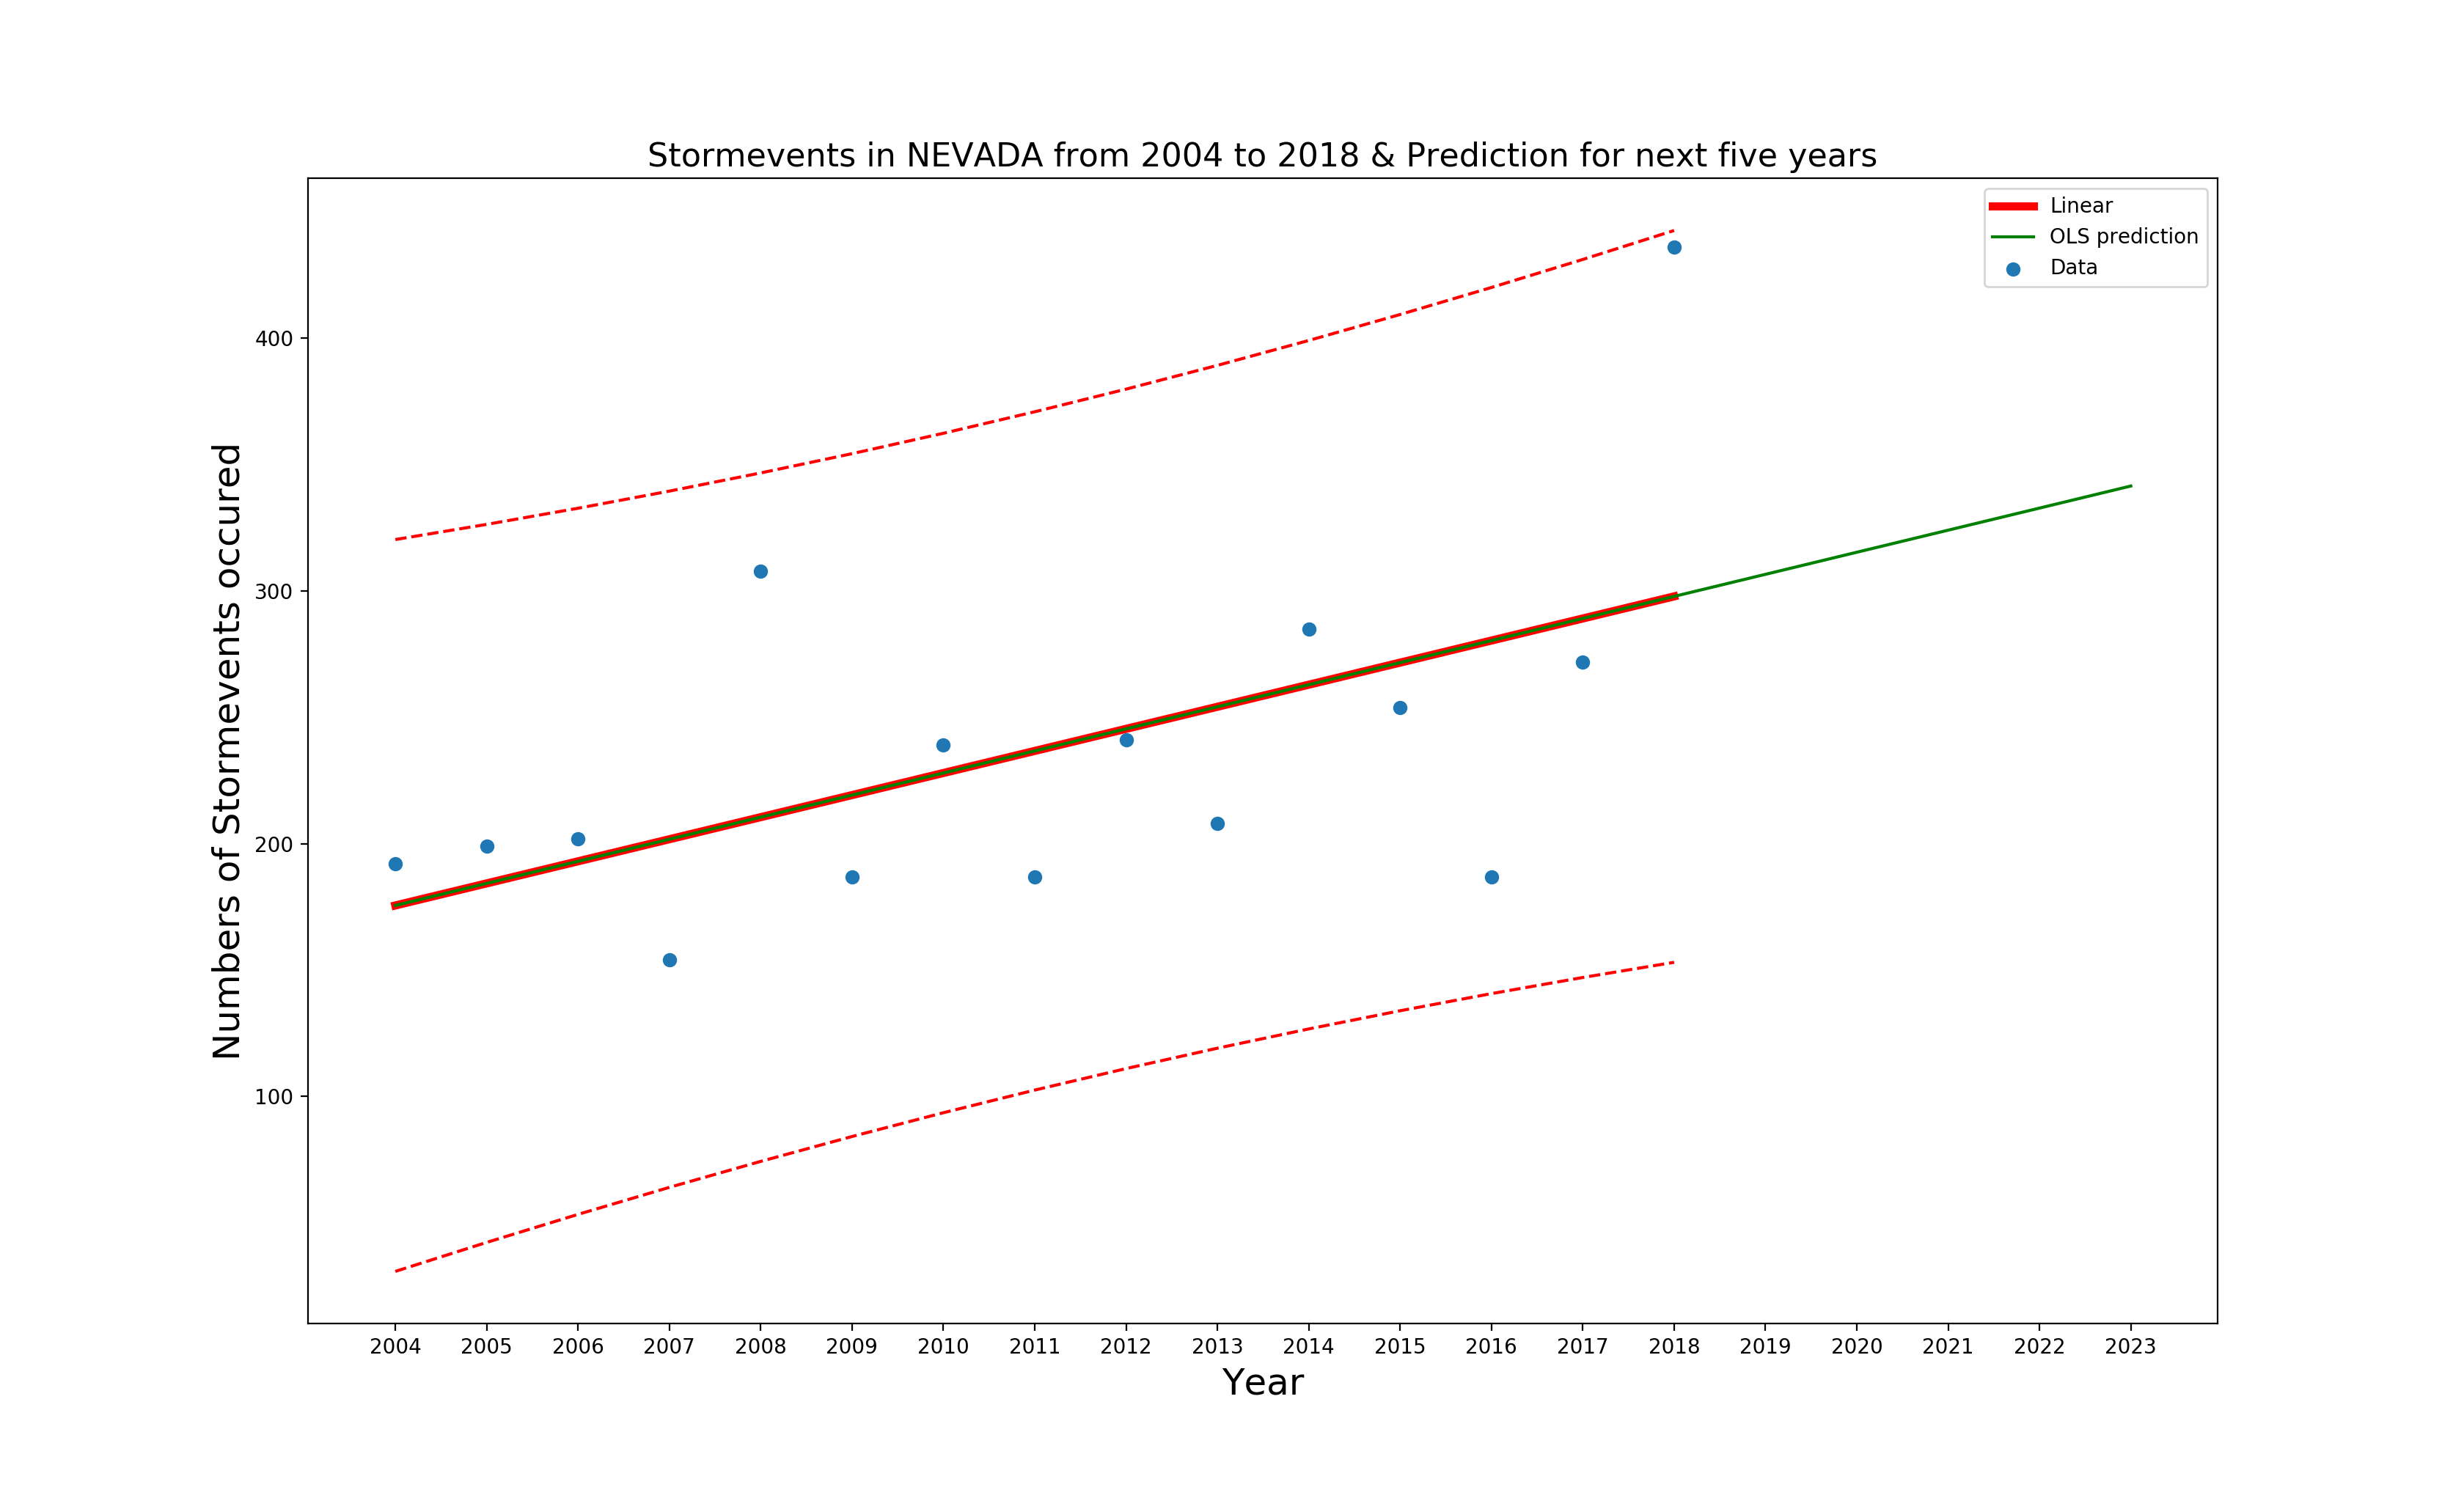 Stormevents in NEVADA from 2004 to 2018 & Prediction for next five years
Linear
OLS prediction
Data
Numbers of Stormevents occured
400
300
200
100
2004 2005 2006 2007 2008 2009 2010 2011 2012 2013 2014 2015 2016 2017 2018 2019 2020 2021 2022 2023
Year